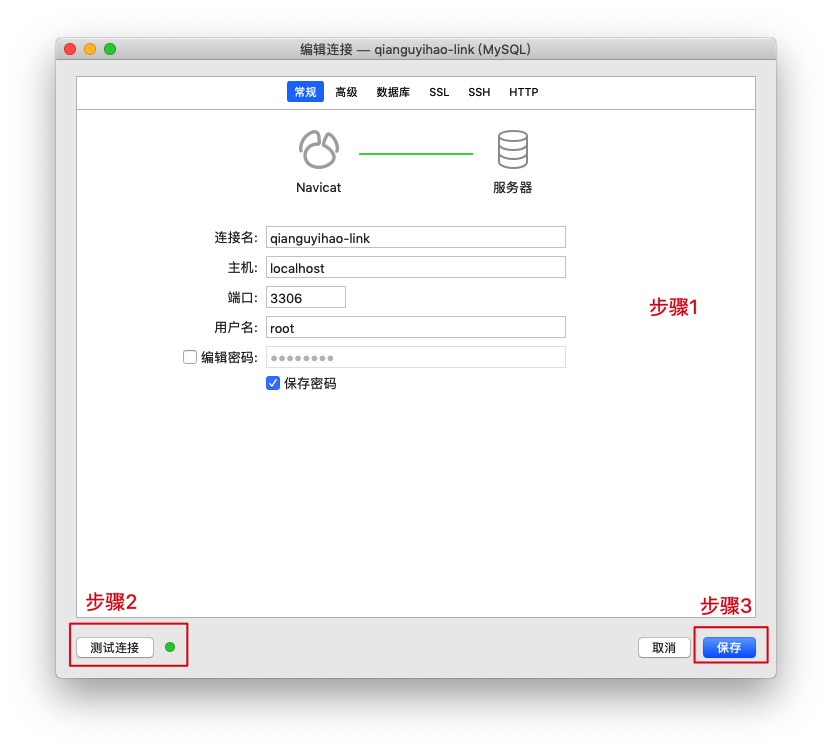 编辑连接 — qianguyihao-link (MySQL)
常规 高级 数据库 SSL SSH HTTP
Navicat 服务器
连接名: qianguyihao-link
主机: localhost
端口: 3306
步骤1
用户名: root
编辑密码: ●●●●●●●●
保存密码
步骤2
步骤3
测试连接 取消 保存